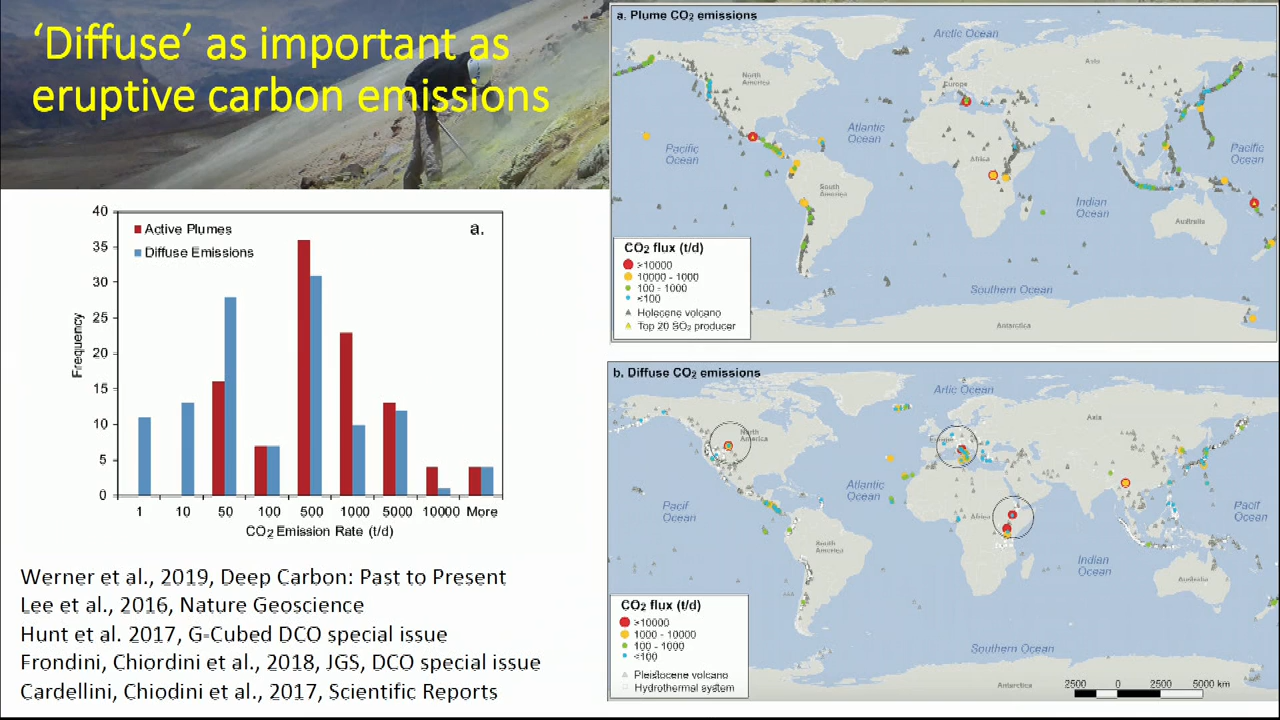 ‘Diffuse’ as important as
eruptive carbon emissions
40
35
30
25
20
15
10
5
0
Frequency
Active Plumes
Diffuse Emissions
a.
1 10 50 100 500 1000 5000 10000 More
CO2 Emission Rate (t/d)
Werner et al., 2019, Deep Carbon: Past to Present
Lee et al., 2016, Nature Geoscience
Hunt et al. 2017, G-Cubed DCO special issue
Frondini, Chiordini et al., 2018, JGS, DCO special issue
Cardellini, Chiodini et al., 2017, Scientific Reports
a. Plume CO2 emissions
Arctic Ocean
North
America
Europe
Asia
Atlantic
Ocean
Pacific
Ocean
Pacific
Ocean
Africa
South
America
Indian
Ocean
Australia
Southern Ocean
Antarctica
CO2 flux (t/d)
>10000
10000 - 1000
100 - 1000
<100
Holecene volcano
Top 20 SO2 producer
b. Diffuse CO2 emissions
Artic Ocean
North
America
Europe
Asia
Atlantic
Ocean
Pacif
Ocean
Pacif
Ocean
Africa
South
America
Indian
Ocean
Australia
Southern Ocean
Antarctica
CO2 flux (t/d)
>10000
1000 - 10000
100 - 1000
<100
Pleistocene volcano
Hydrothermal system
2500 0 2500 5000 km